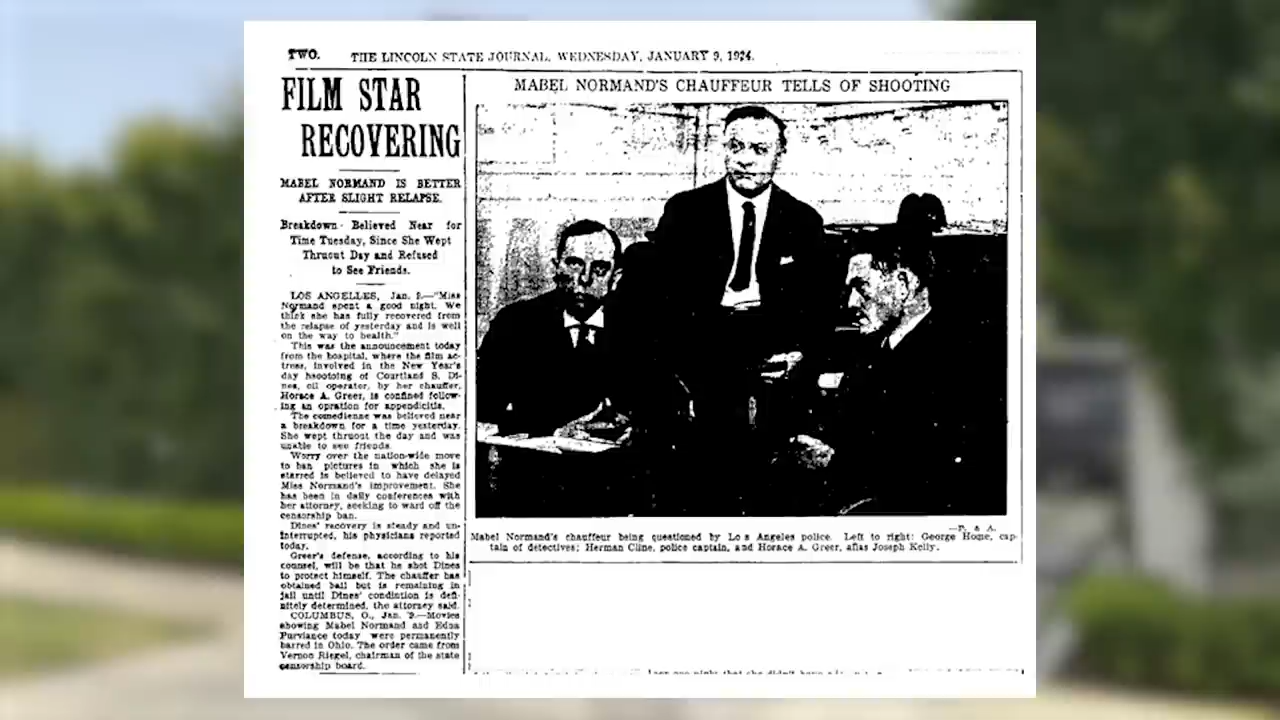 TWO. THE LINCOLN STATE JOURNAL, WEDNESDAY, JANUARY 9, 1924.
FILM STAR
RECOVERING
MABEL NORMAND IS BETTER
AFTER SLIGHT RELAPSE.
Breakdown Believed Near for
Time Tuesday, Since She Wept
Thruout Day and Refused
to See Friends.
LOS ANGELLES, Jan. 9.—"Miss
Normand spent a good night. We
think she has fully recovered from
the relapse of yesterday and is well
on the way to health."
This was the announcement today
from the hospital, where the film ac-
tress, involved in the New Year's
day hsootoing of Courtland S. Di-
nes, oil operator, by her chauffer,
Horace A. Greer, is confined follow-
ing an opration for appendicitis.
The comedienne was believed near
a breakdown for a time yesterday.
She wept thruout the day and was
unable to see friends.
Worry over the nation-wide move
to ban pictures in which she is
starred is believed to have delayed
Miss Normand's improvement. She
has been in daily conferences with
her attorney, seeking to ward off the
censorship ban.
Dines' recovery is steady and un-
interrupted, his physicians reported
today.
Greer's defense, according to his
counsel, will be that he shot Dines
to protect himself. The chauffer has
obtained bail but is remaining in
jail until Dines' condintion is defi-
nitely determined, the attorney said.
COLUMBUS, O., Jan. 9.—Movies
showing Mabel Normand and Edna
Purviance today were permanently
barred in Ohio. The order came from
Vernon Riegel, chairman of the state
censorship board.
MABEL NORMAND'S CHAUFFEUR TELLS OF SHOOTING
—P. & A.
Mabel Normand's chauffeur being questioned by Los Angeles police. Left to right: George Home, cap-
tain of detectives; Herman Cline, police captain, and Horace A. Greer, alias Joseph Kelly.